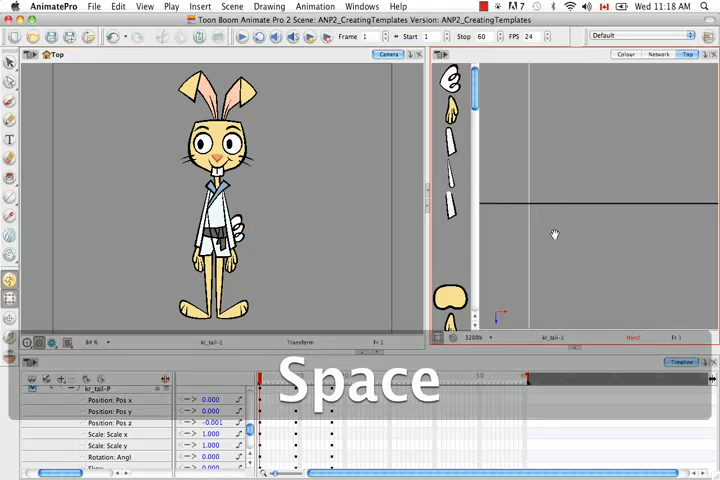 AnimatePro File Edit View Play Insert Scene Drawing Animation Windows Help 7 Wed 11:18 AM
Toon Boom Animate Pro 2 Scene: ANP2_CreatingTemplates Version: ANP2_CreatingTemplates
Frame 1 Start 1 Stop 60 FPS 24 Default
Top Camera Colour Network Top
84 % kr_tail-1 Transform Fr 1 3200% kr_tail-1 Hand Fr 1
Space
Timeline
50
kr_tail-P
Position: Pos x 0.000
Position: Pos y 0.000
Position: Pos z -0.001
Scale: Scale x 1.000
Scale: Scale y 1.000
Rotation: Angl 0.000